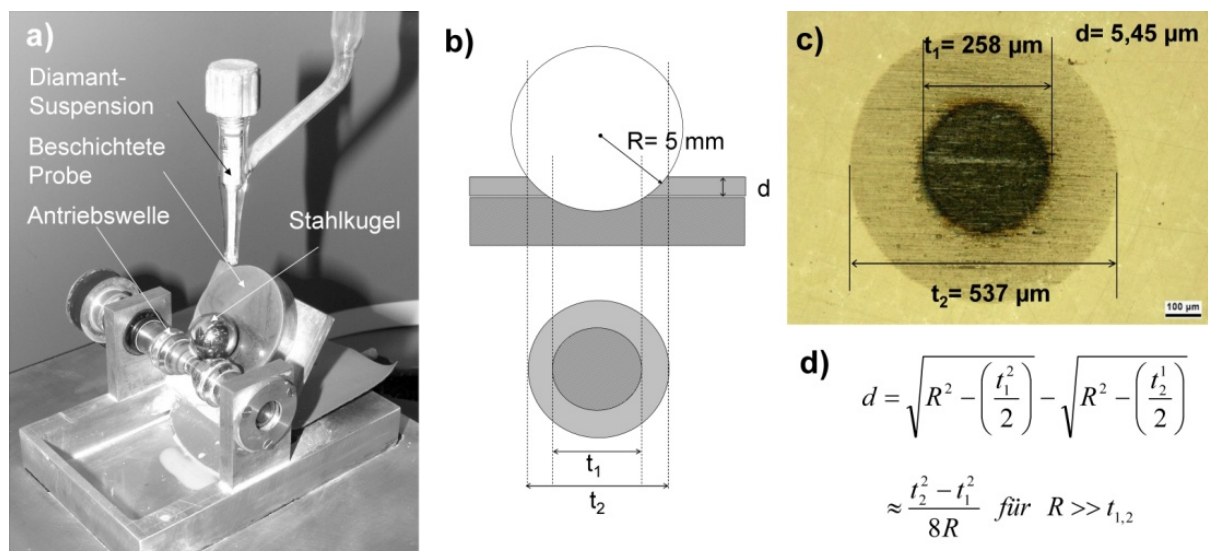 a)
Diamant-
Suspension
Beschichtete
Probe
Antriebswelle
Stahlkugel
b)
R= 5 mm
d
t₁
t₂
c)
t₁ = 258 µm
d= 5,45 µm
t₂= 537 µm
100 µm
d)
d = √(R² − (t₁²/2)) − √(R² − (t₂¹/2))
≈ (t₂² − t₁²)/8R für R >> t₁,₂